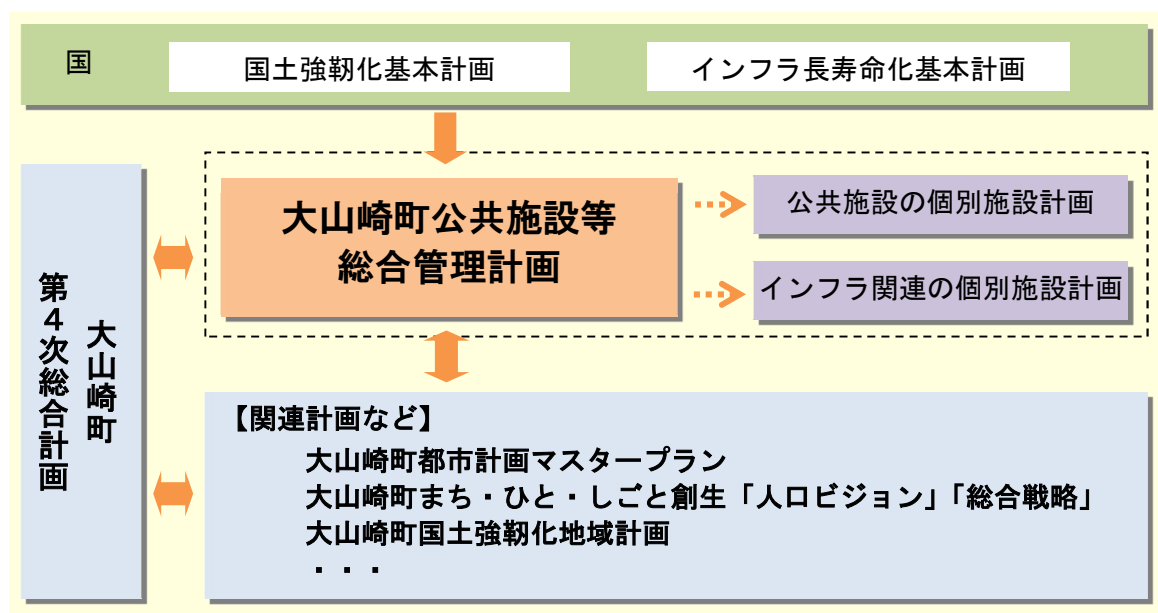 国
国土強靭化基本計画
インフラ長寿命化基本計画
大山崎町公共施設等
総合管理計画
公共施設の個別施設計画
インフラ関連の個別施設計画
大山崎町
第４次総合計画
【関連計画など】
大山崎町都市計画マスタープラン
大山崎町まち・ひと・しごと創生「人口ビジョン」「総合戦略」
大山崎町国土強靭化地域計画
・・・